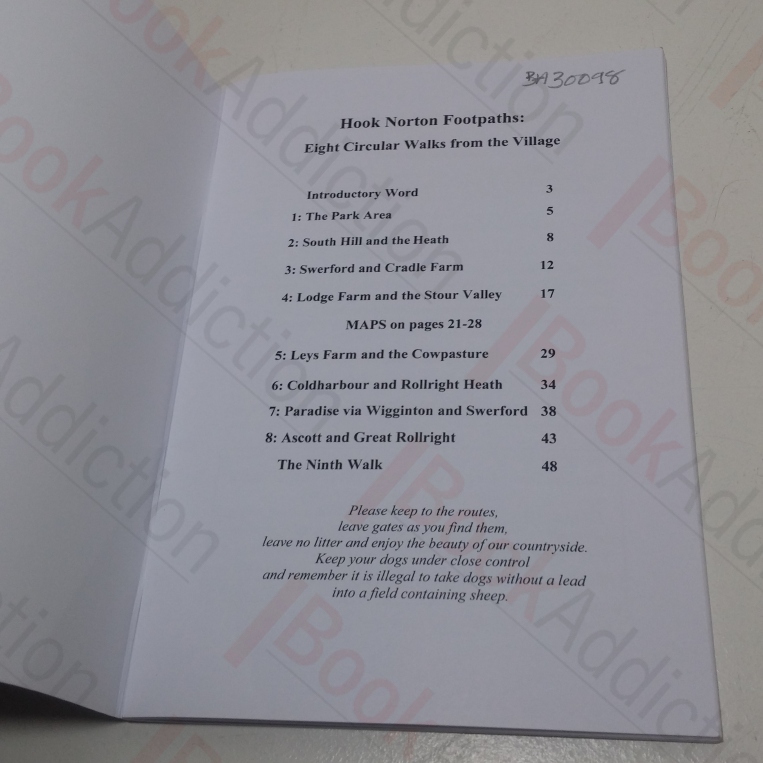 BA30098
Hook Norton Footpaths:
Eight Circular Walks from the Village
Introductory Word 3
1: The Park Area 5
2: South Hill and the Heath 8
3: Swerford and Cradle Farm 12
4: Lodge Farm and the Stour Valley 17
MAPS on pages 21-28
5: Leys Farm and the Cowpasture 29
6: Coldharbour and Rollright Heath 34
7: Paradise via Wigginton and Swerford 38
8: Ascott and Great Rollright 43
The Ninth Walk 48
Please keep to the routes,
leave gates as you find them,
leave no litter and enjoy the beauty of our countryside.
Keep your dogs under close control
and remember it is illegal to take dogs without a lead
into a field containing sheep.
BookAddiction